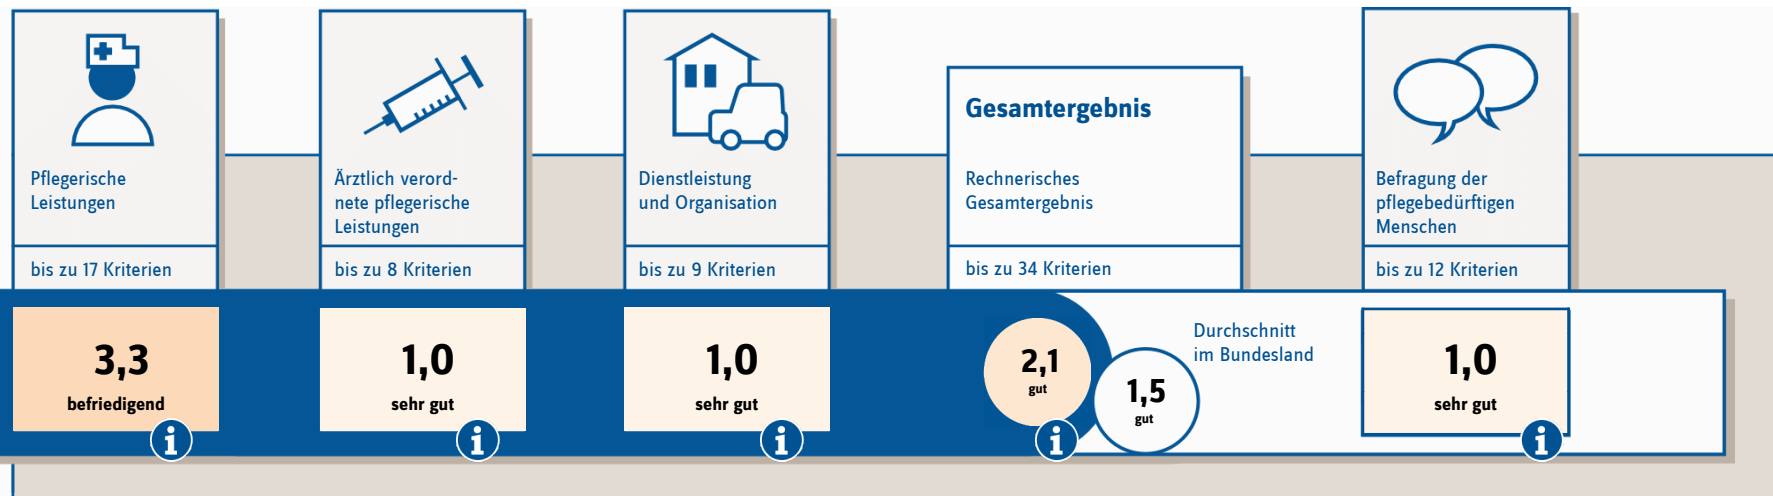 Pflegerische
Leistungen
bis zu 17 Kriterien
3,3
befriedigend
i
Ärztlich verord-
nete pflegerische
Leistungen
bis zu 8 Kriterien
1,0
sehr gut
i
Dienstleistung
und Organisation
bis zu 9 Kriterien
1,0
sehr gut
i
Gesamtergebnis
Rechnerisches
Gesamtergebnis
bis zu 34 Kriterien
2,1
gut
i
1,5
gut
Durchschnitt
im Bundesland
Befragung der
pflegebedürftigen
Menschen
bis zu 12 Kriterien
1,0
sehr gut
i